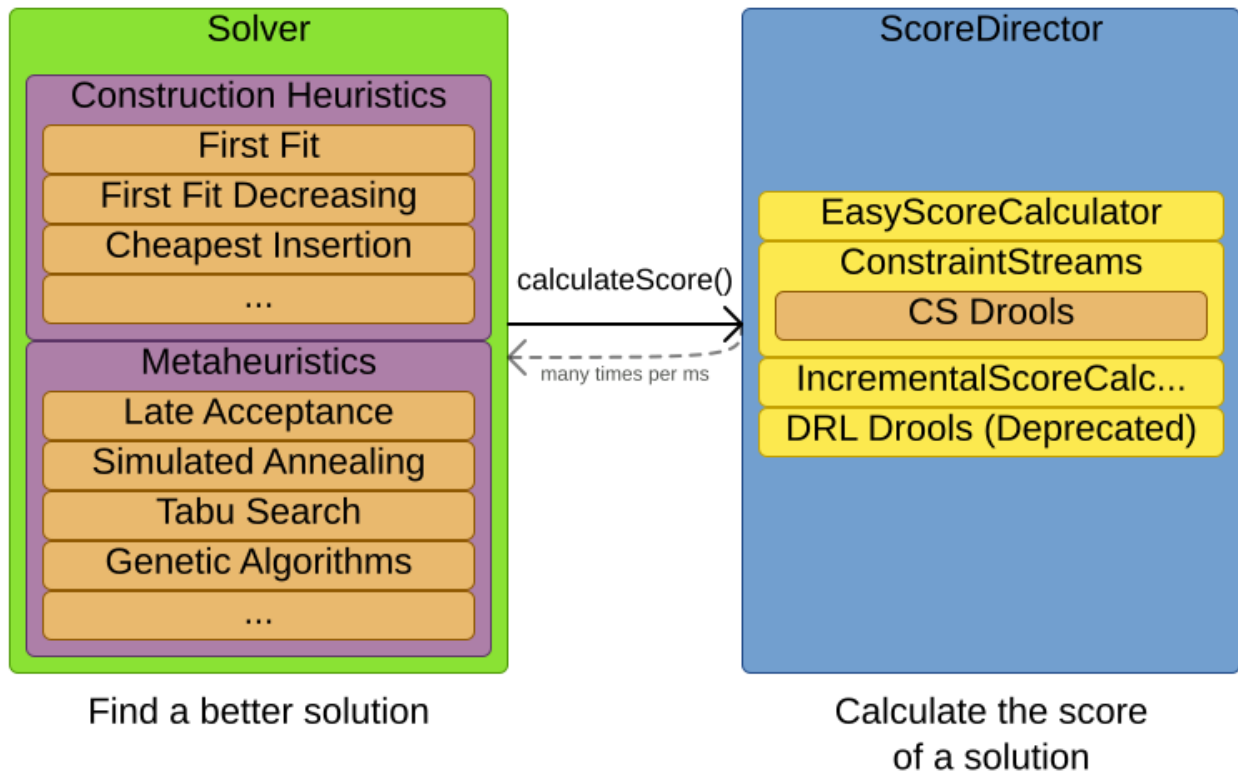 Solver
Construction Heuristics
First Fit
First Fit Decreasing
Cheapest Insertion
...
Metaheuristics
Late Acceptance
Simulated Annealing
Tabu Search
Genetic Algorithms
...
Find a better solution
calculateScore()
many times per ms
ScoreDirector
EasyScoreCalculator
ConstraintStreams
CS Drools
IncrementalScoreCalc...
DRL Drools (Deprecated)
Calculate the score
of a solution